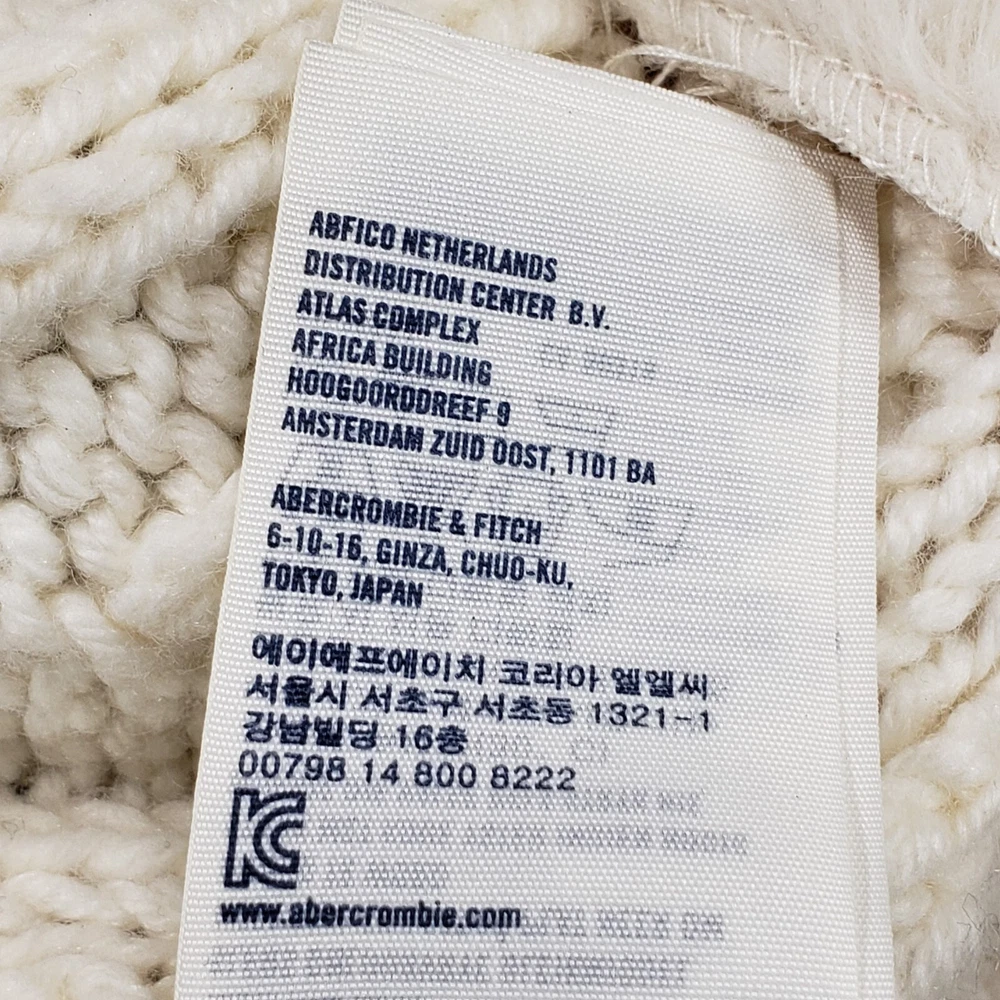 ABFICO NETHERLANDS
DISTRIBUTION CENTER B.V.
ATLAS COMPLEX
AFRICA BUILDING
HOOGOORDDREEF 9
AMSTERDAM ZUID OOST, 1101 BA
ABERCROMBIE & FITCH
6-10-16, GINZA, CHUO-KU,
TOKYO, JAPAN
에이에프에이치 코리아 엘엘씨
서울시 서초구 서초동 1321-1
강남빌딩 16층
00798 14 800 8222
KC
www.abercrombie.com